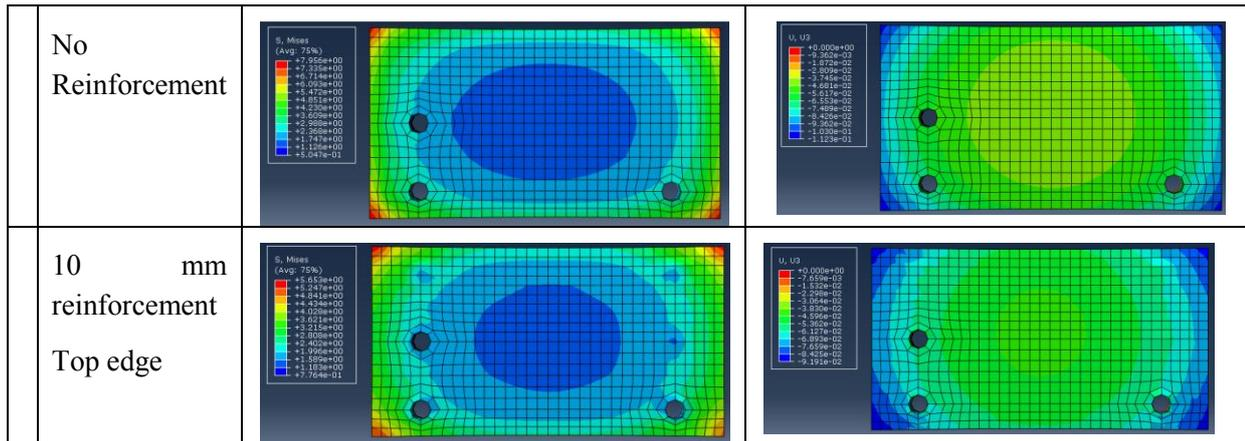 No
Reinforcement
S, Mises
(Avg: 75%)
+7.956e+00
+7.335e+00
+6.714e+00
+6.093e+00
+5.472e+00
+4.851e+00
+4.230e+00
+3.609e+00
+2.988e+00
+2.368e+00
+1.747e+00
+1.126e+00
+5.047e-01
U, U3
+0.000e+00
-9.362e-03
-1.872e-02
-2.809e-02
-3.745e-02
-4.681e-02
-5.617e-02
-6.553e-02
-7.489e-02
-8.426e-02
-9.362e-02
-1.030e-01
-1.123e-01
10 mm
reinforcement
Top edge
S, Mises
(Avg: 75%)
+5.653e+00
+5.247e+00
+4.841e+00
+4.434e+00
+4.028e+00
+3.621e+00
+3.215e+00
+2.808e+00
+2.402e+00
+1.996e+00
+1.589e+00
+1.183e+00
+7.764e-01
U, U3
+0.000e+00
-7.659e-03
-1.532e-02
-2.298e-02
-3.064e-02
-3.830e-02
-4.596e-02
-5.362e-02
-6.127e-02
-6.893e-02
-7.659e-02
-8.425e-02
-9.191e-02